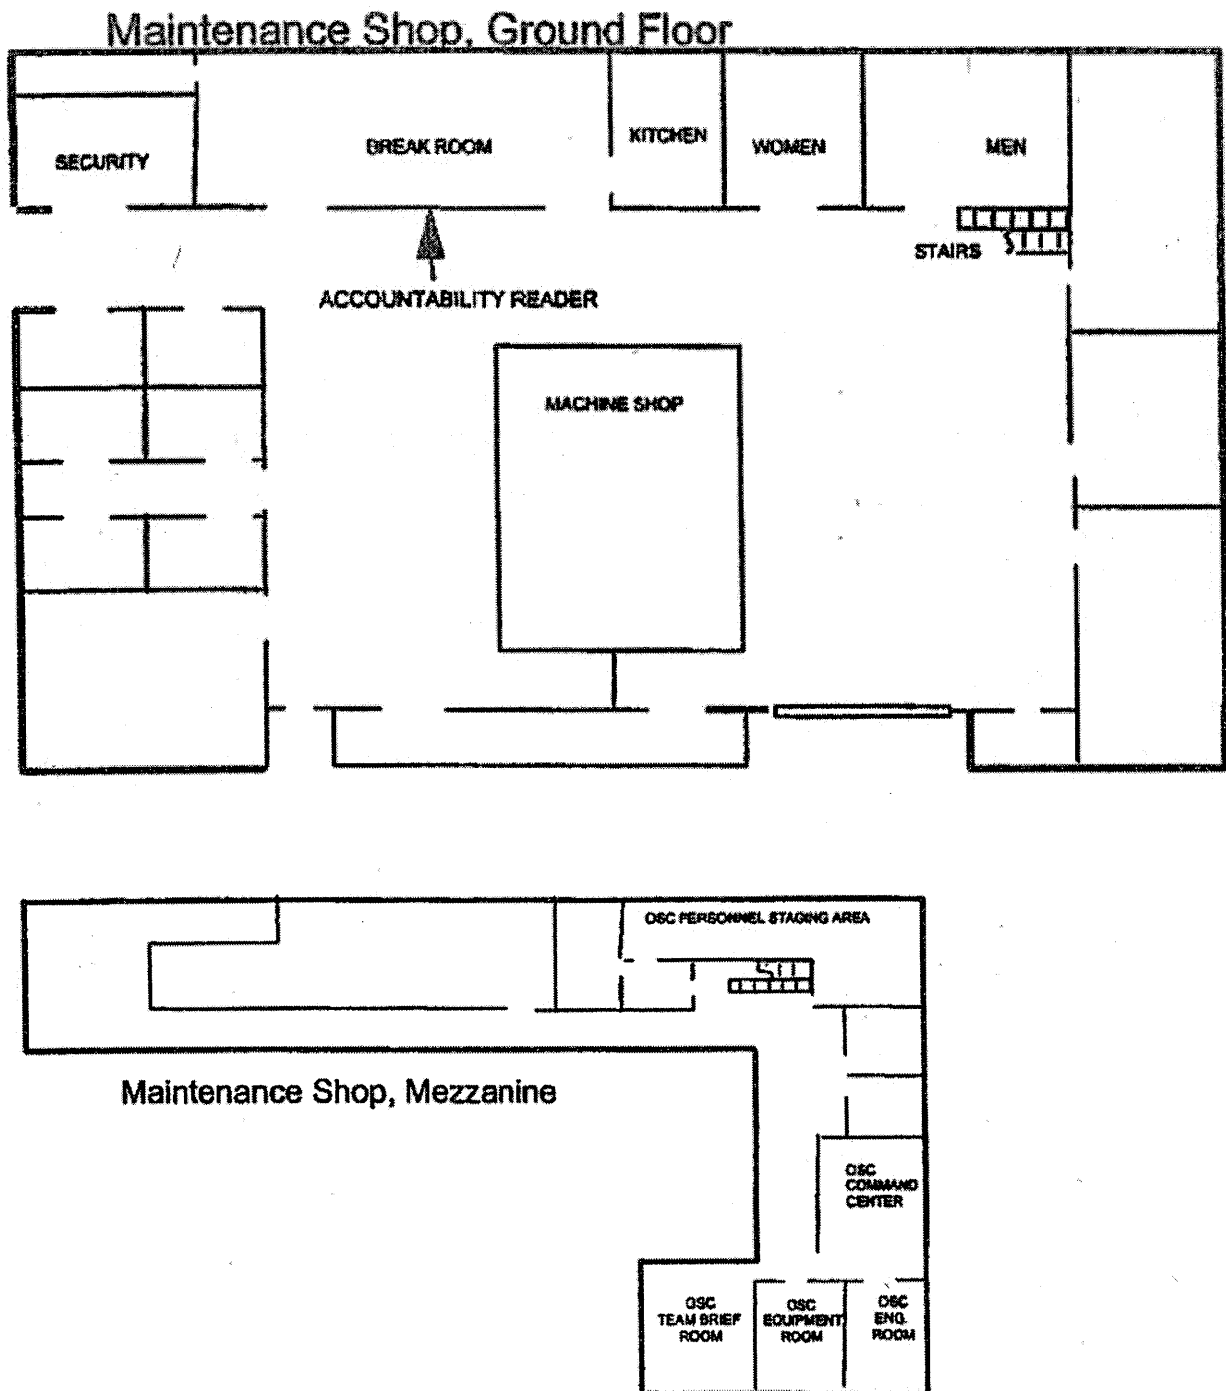 Maintenance Shop, Ground Floor
SECURITY
BREAK ROOM
KITCHEN
WOMEN
MEN
STAIRS
ACCOUNTABILITY READER
MACHINE SHOP
OSC PERSONNEL STAGING AREA
Maintenance Shop, Mezzanine
OSC
COMMAND
CENTER
OSC
TEAM BRIEF
ROOM
OSC
EQUIPMENT
ROOM
OSC
ENG.
ROOM